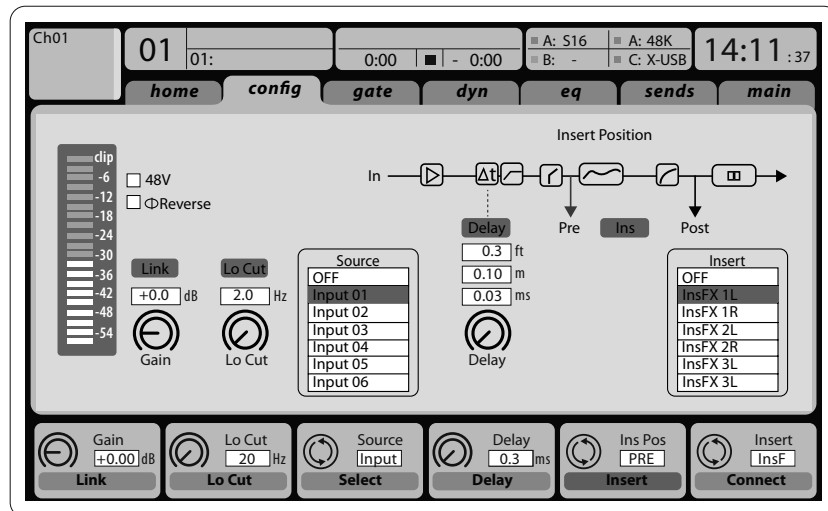 Ch01
01
01:
0:00
- 0:00
A: S16
B: -
A: 48K
C: X-USB
14:11 :37
home config gate dyn eq sends main
Insert Position
clip
-6
-12
-18
-24
-30
-36
-42
-48
-54
48V
ΦReverse
In
Δt
Pre Ins Post
Link
+0.0 dB
Gain
Lo Cut
2.0 Hz
Lo Cut
Source
OFF
Input 01
Input 02
Input 03
Input 04
Input 05
Input 06
Delay
0.3 ft
0.10 m
0.03 ms
Delay
Insert
OFF
InsFX 1L
InsFX 1R
InsFX 2L
InsFX 2R
InsFX 3L
InsFX 3L
Gain
+0.00 dB
Link
Lo Cut
20 Hz
Lo Cut
Source
Input
Select
Delay
0.3 ms
Delay
Ins Pos
PRE
Insert
Insert
InsF
Connect